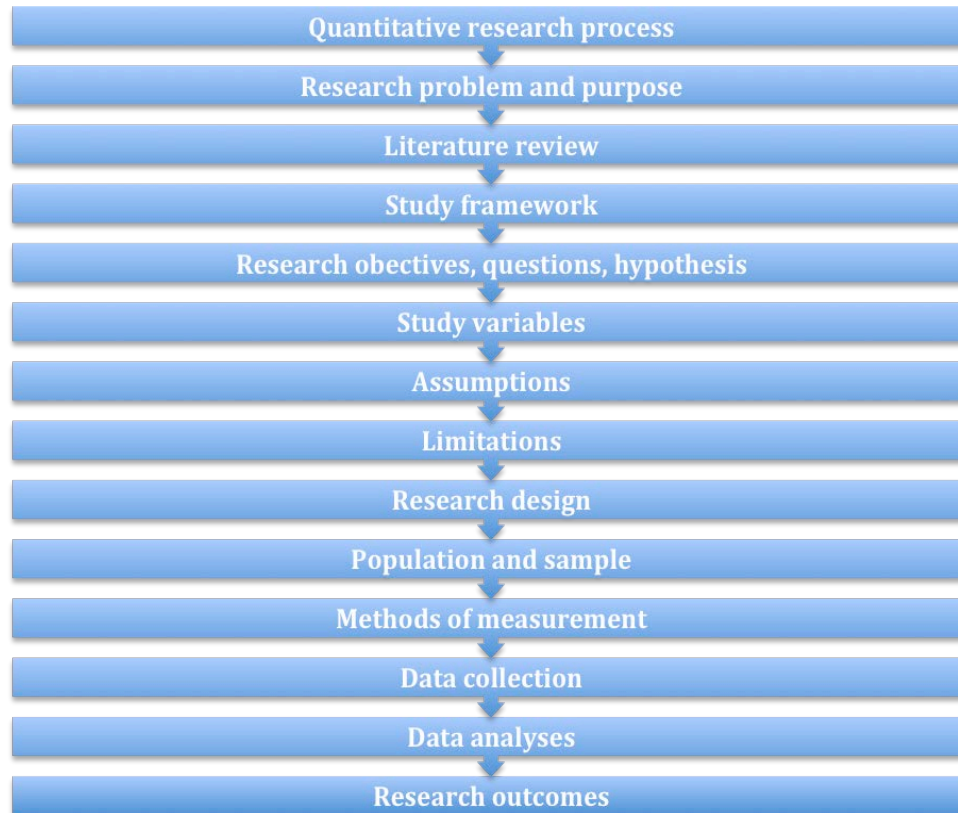 Quantitative research process
Research problem and purpose
Literature review
Study framework
Research obectives, questions, hypothesis
Study variables
Assumptions
Limitations
Research design
Population and sample
Methods of measurement
Data collection
Data analyses
Research outcomes